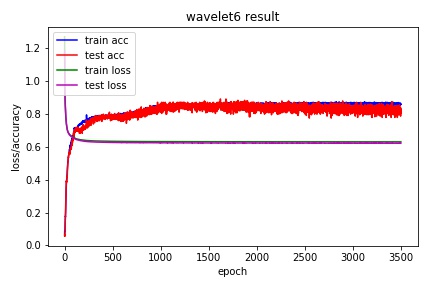 wavelet6 result
train acc
test acc
train loss
test loss
loss/accuracy
1.2
1.0
0.8
0.6
0.4
0.2
0.0
0 500 1000 1500 2000 2500 3000 3500
epoch